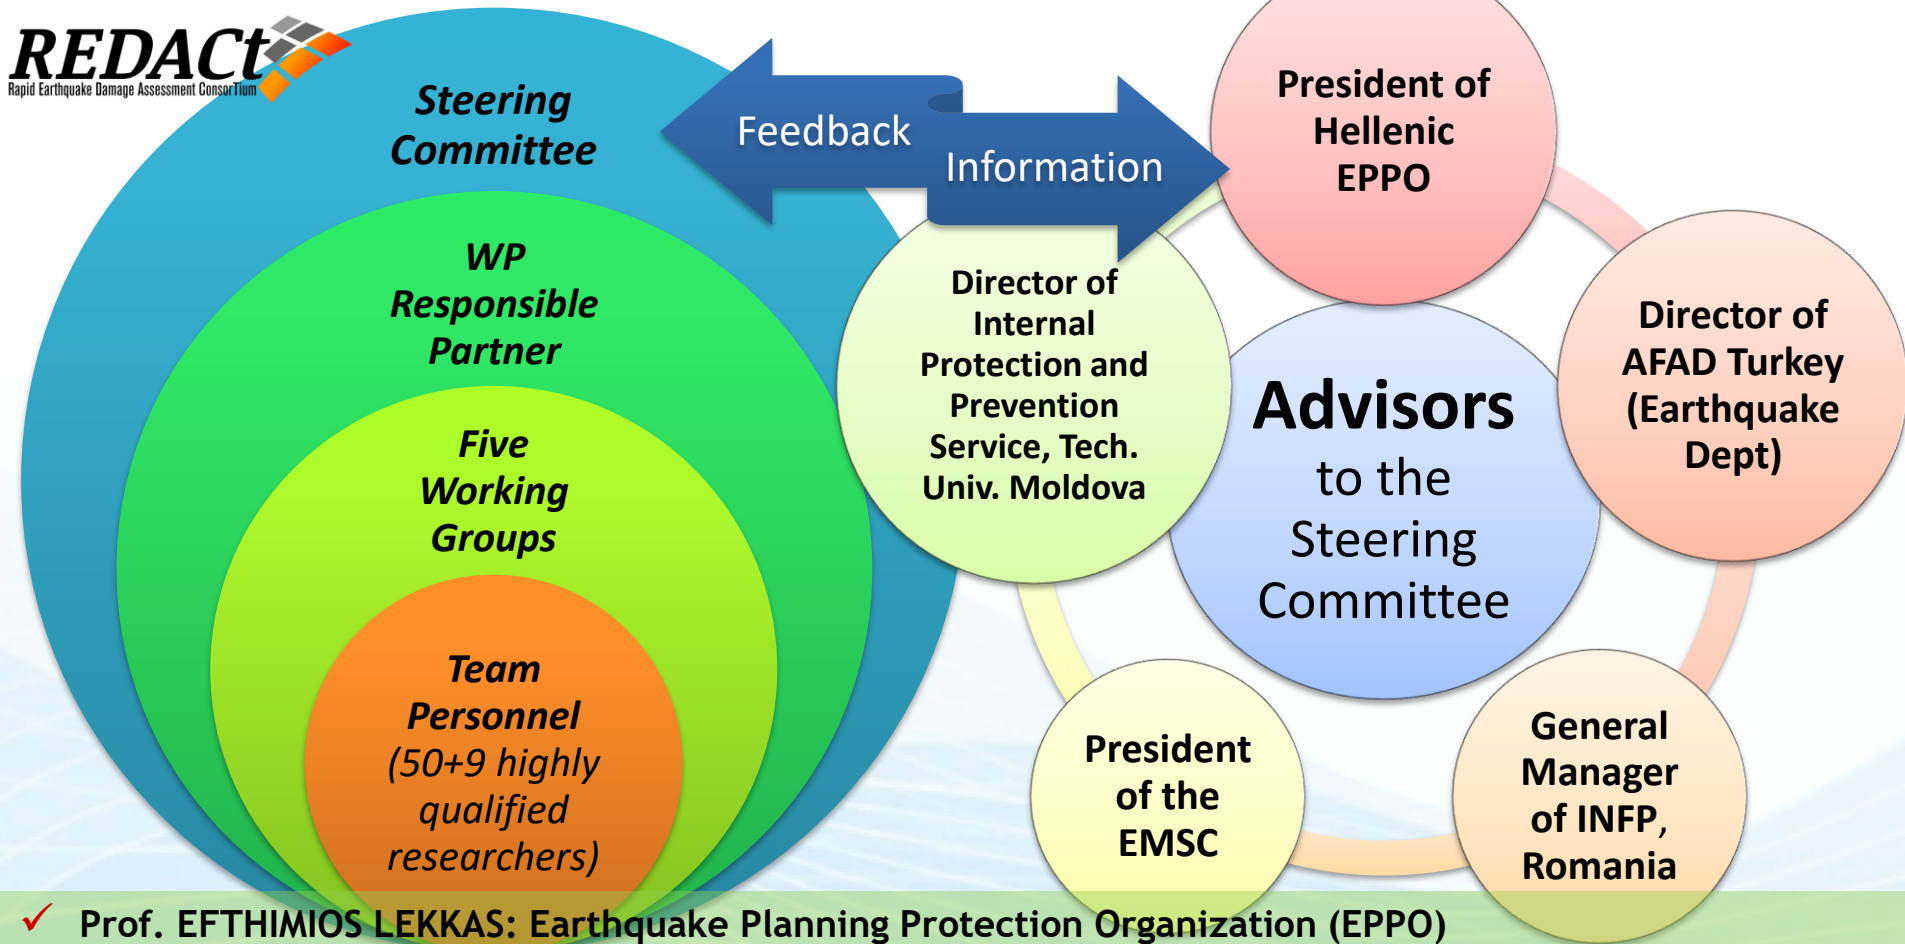 REDACt
Rapid Earthquake Damage Assessment ConsorTium
Steering
Committee
WP
Responsible
Partner
Five
Working
Groups
Team
Personnel
(50+9 highly
qualified
researchers)
Feedback
Information
President of
Hellenic
EPPO
Director of
AFAD Turkey
(Earthquake
Dept)
General
Manager
of INFP,
Romania
President
of the
EMSC
Director of
Internal
Protection and
Prevention
Service, Tech.
Univ. Moldova
Advisors
to the
Steering
Committee
✓ Prof. EFTHIMIOS LEKKAS: Earthquake Planning Protection Organization (EPPO)